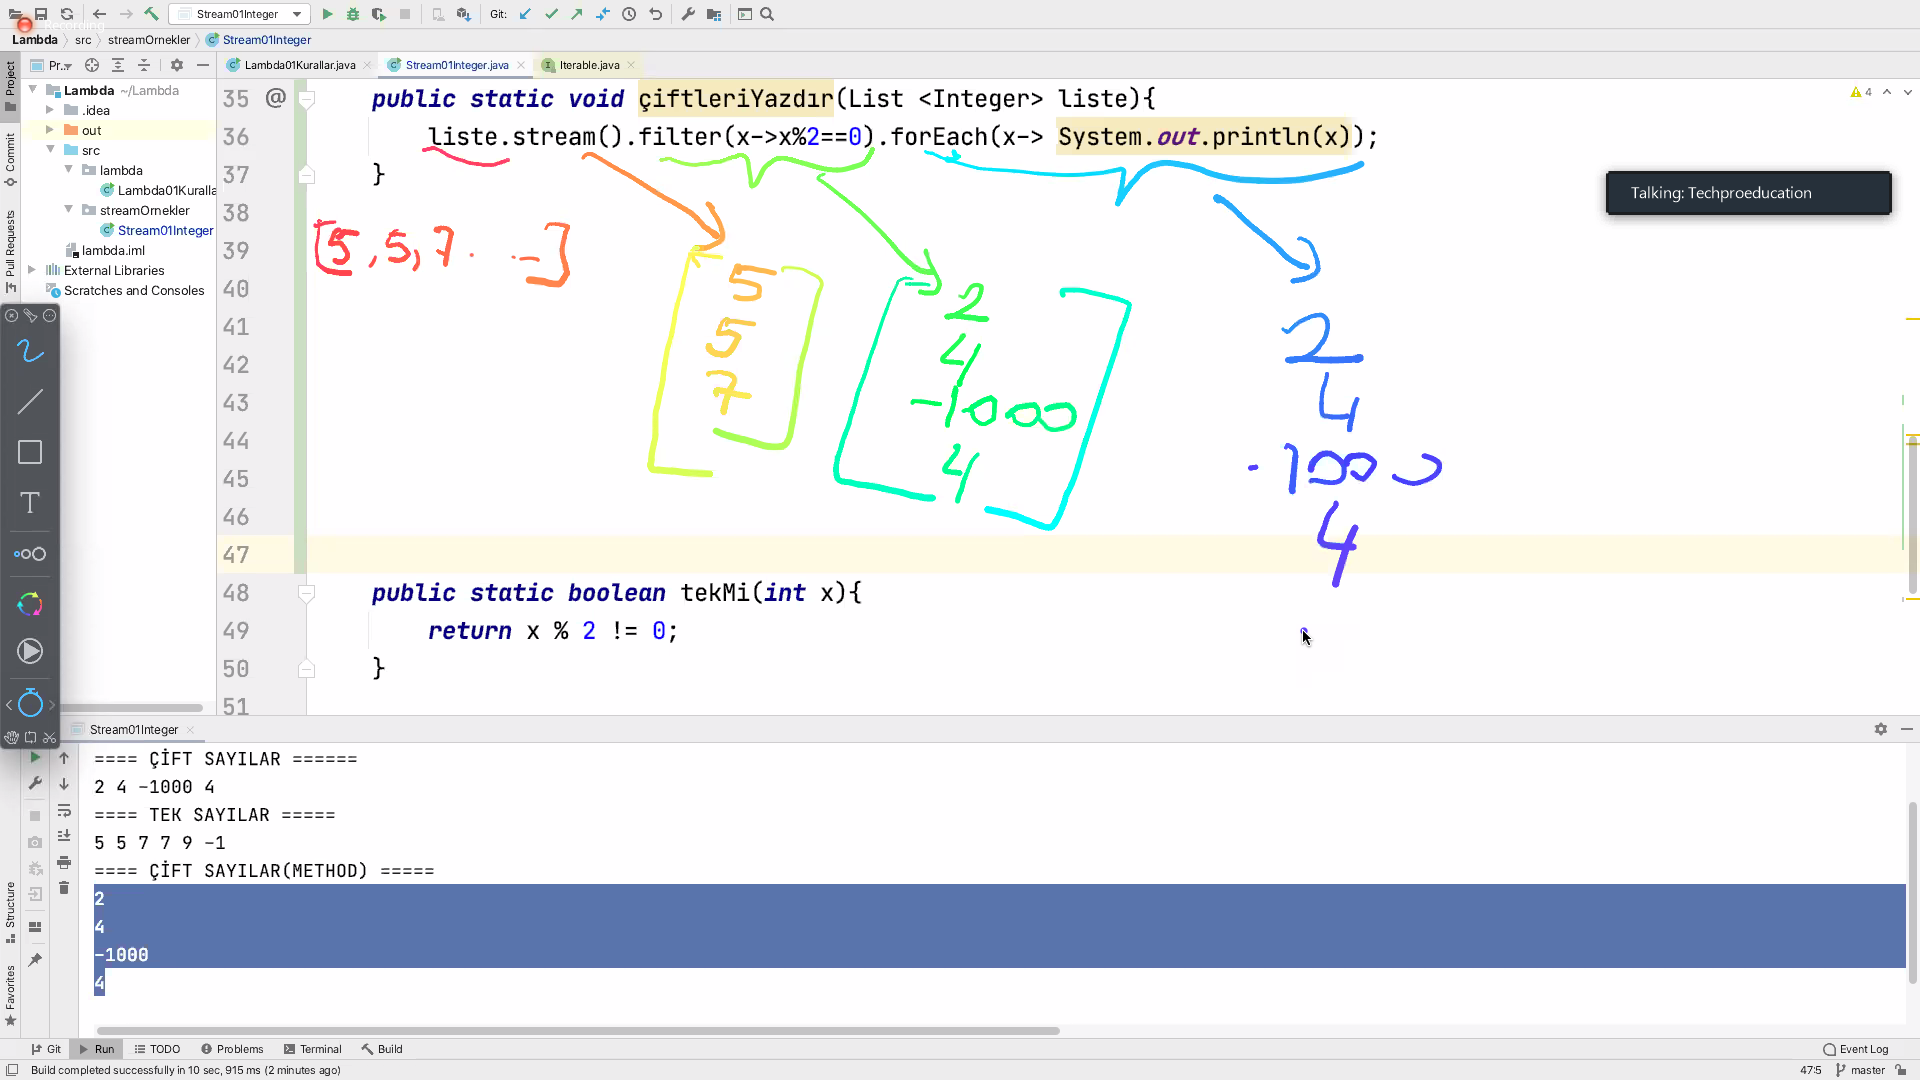 Stream01Integer
Git:
Recording
Lambda src streamOrnekler Stream01Integer
Pr...
Lambda01Kurallar.java
Stream01Integer.java
Iterable.java
Project
Commit
Pull Requests
Structure
Favorites
Lambda ~/Lambda
.idea
out
src
lambda
Lambda01Kuralla
streamOrnekler
Stream01Integer
lambda.iml
External Libraries
Scratches and Consoles
4
35 @ public static void çiftleriYazdır(List <Integer> liste){
36 liste.stream().filter(x->x%2==0).forEach(x-> System.out.println(x));
37 }
38
39
40
41
42
43
44
45
46
47
48 public static boolean tekMi(int x){
49 return x % 2 != 0;
50 }
51
[5,5,7. . _]
5
5
7
2
4
-1000
4
2
4
-1000
4
Talking: Techproeducation
T
Stream01Integer
==== ÇİFT SAYILAR ======
2 4 -1000 4
==== TEK SAYILAR =====
5 5 7 7 9 -1
==== ÇİFT SAYILAR(METHOD) =====
2
4
-1000
4
Git Run TODO Problems Terminal Build Event Log
Build completed successfully in 10 sec, 915 ms (2 minutes ago) 47:5 master